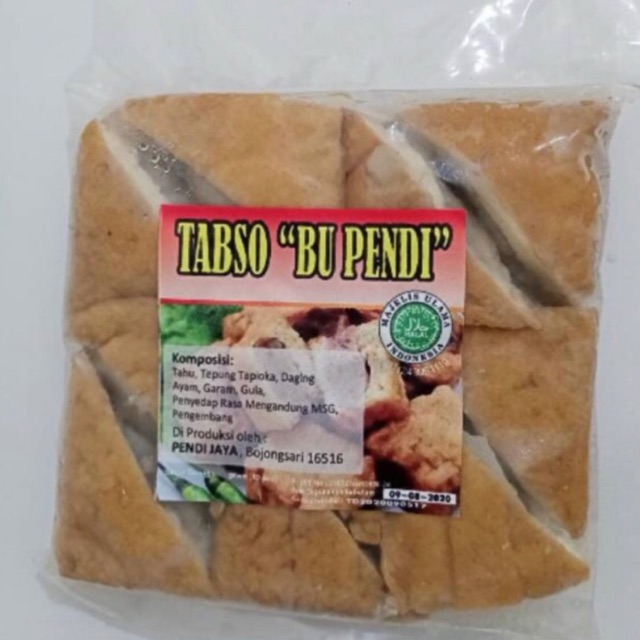 TABSO "BU PENDI"
MAJELIS ULAMA
حلال
HALAL
INDONESIA
Komposisi:
Tahu, Tepung Tapioka, Daging
Ayam, Garam, Gula,
Penyedap Rasa Mengandung MSG,
Pengembang
Di Produksi oleh :
PENDI JAYA, Bojongsari 16516
09-08-2020